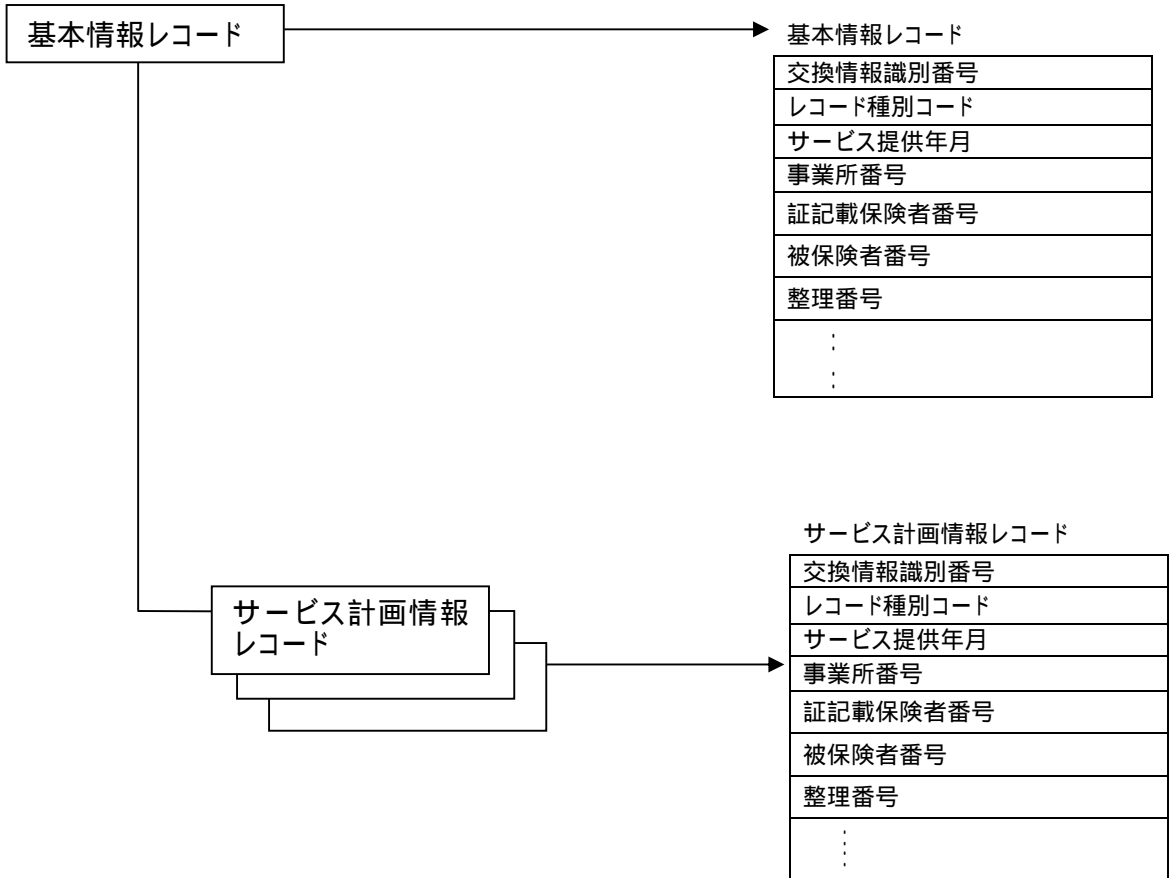 基本情報レコード
基本情報レコード
交換情報識別番号
レコード種別コード
サービス提供年月
事業所番号
証記載保険者番号
被保険者番号
整理番号
サービス計画情報
レコード
サービス計画情報レコード
交換情報識別番号
レコード種別コード
サービス提供年月
事業所番号
証記載保険者番号
被保険者番号
整理番号